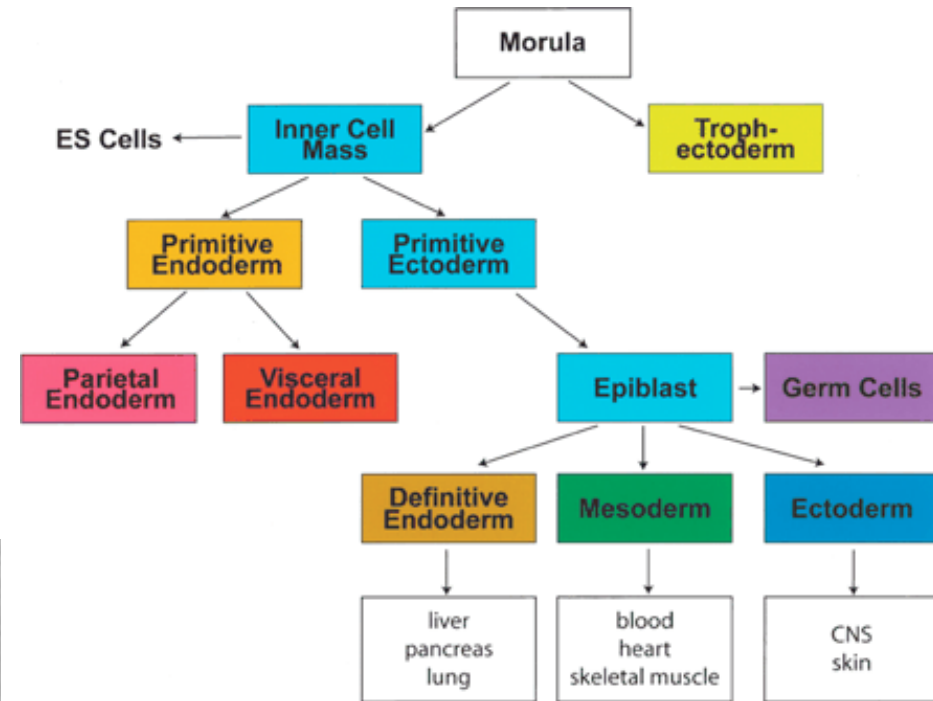 Morula
ES Cells
Inner Cell
Mass
Troph-
ectoderm
Primitive
Endoderm
Primitive
Ectoderm
Parietal
Endoderm
Visceral
Endoderm
Epiblast
Germ Cells
Definitive
Endoderm
Mesoderm
Ectoderm
liver
pancreas
lung
blood
heart
skeletal muscle
CNS
skin